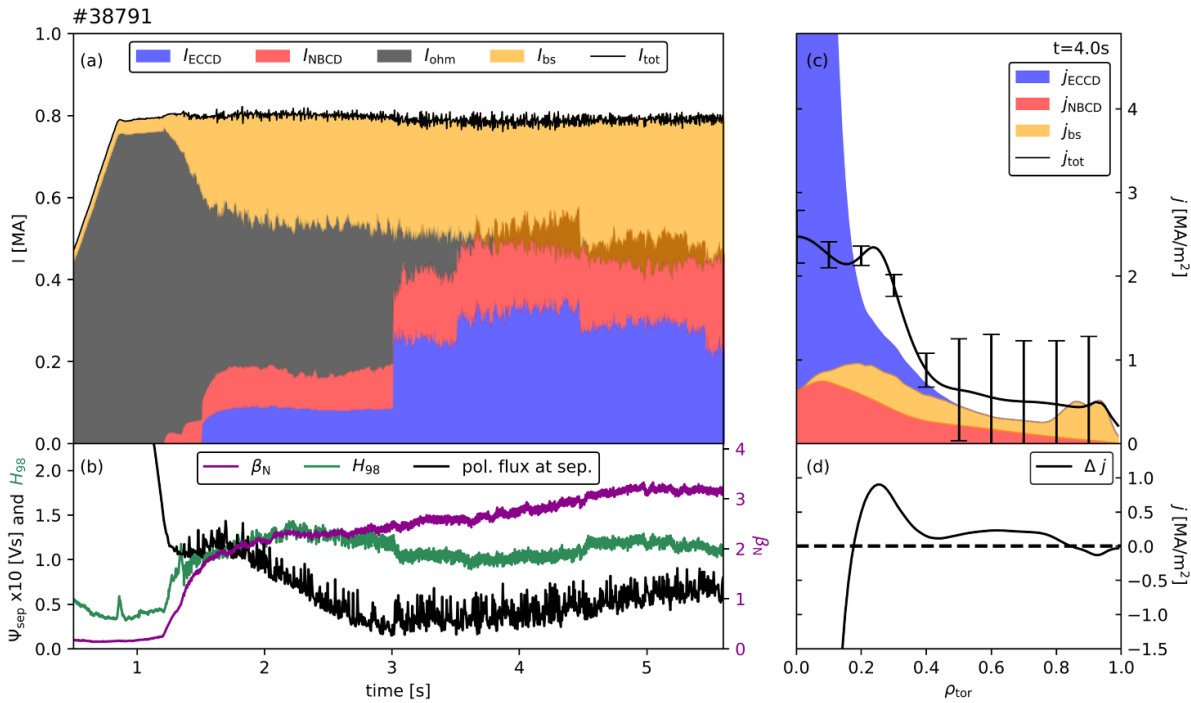 #38791
(a)
I_ECCD I_NBCD I_ohm I_bs I_tot
1.0
0.8
0.6
0.4
0.2
0.0
I [MA]
(b)
β_N H_98 pol. flux at sep.
2.0
1.5
1.0
0.5
0.0
Ψ_sep x10 [Vs] and H_98
4
3
2
1
0
β_N
1 2 3 4 5
time [s]
(c)
t=4.0s
j_ECCD
j_NBCD
j_bs
j_tot
4
3
2
1
0
j [MA/m²]
(d)
Δ j
1.0
0.5
0.0
−0.5
−1.0
−1.5
j [MA/m²]
0.0 0.2 0.4 0.6 0.8 1.0
ρ_tor